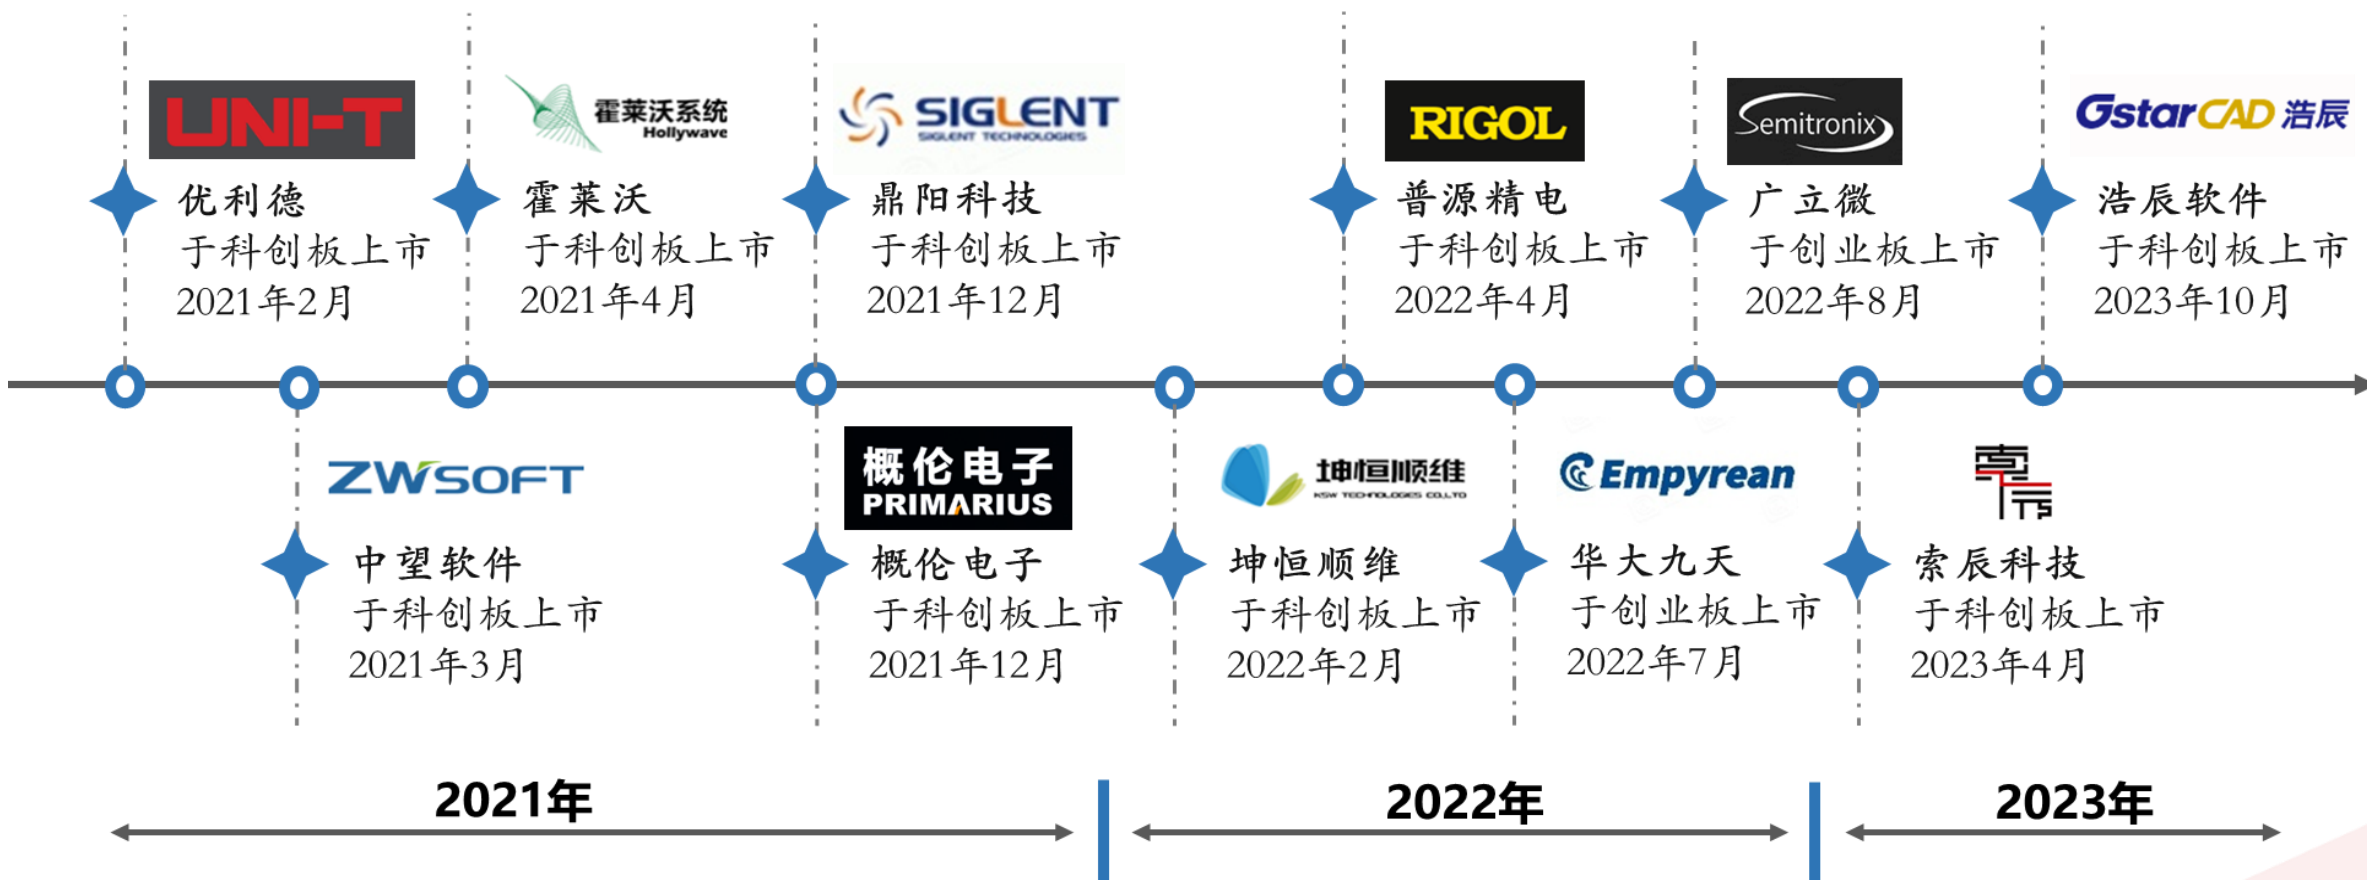 UNI-T
优利德
于科创板上市
2021年2月
霍莱沃系统
Hollywave
霍莱沃
于科创板上市
2021年4月
SIGLENT
SIGLENT TECHNOLOGIES
鼎阳科技
于科创板上市
2021年12月
RIGOL
普源精电
于科创板上市
2022年4月
Semitronix
广立微
于创业板上市
2022年8月
GstarCAD 浩辰
浩辰软件
于科创板上市
2023年10月
ZWSOFT
中望软件
于科创板上市
2021年3月
概伦电子
PRIMARIUS
概伦电子
于科创板上市
2021年12月
坤恒顺维
KSW TECHNOLOGIES CO.,LTD
坤恒顺维
于科创板上市
2022年2月
Empyrean
华大九天
于创业板上市
2022年7月
索辰科技
于科创板上市
2023年4月
2021年
2022年
2023年